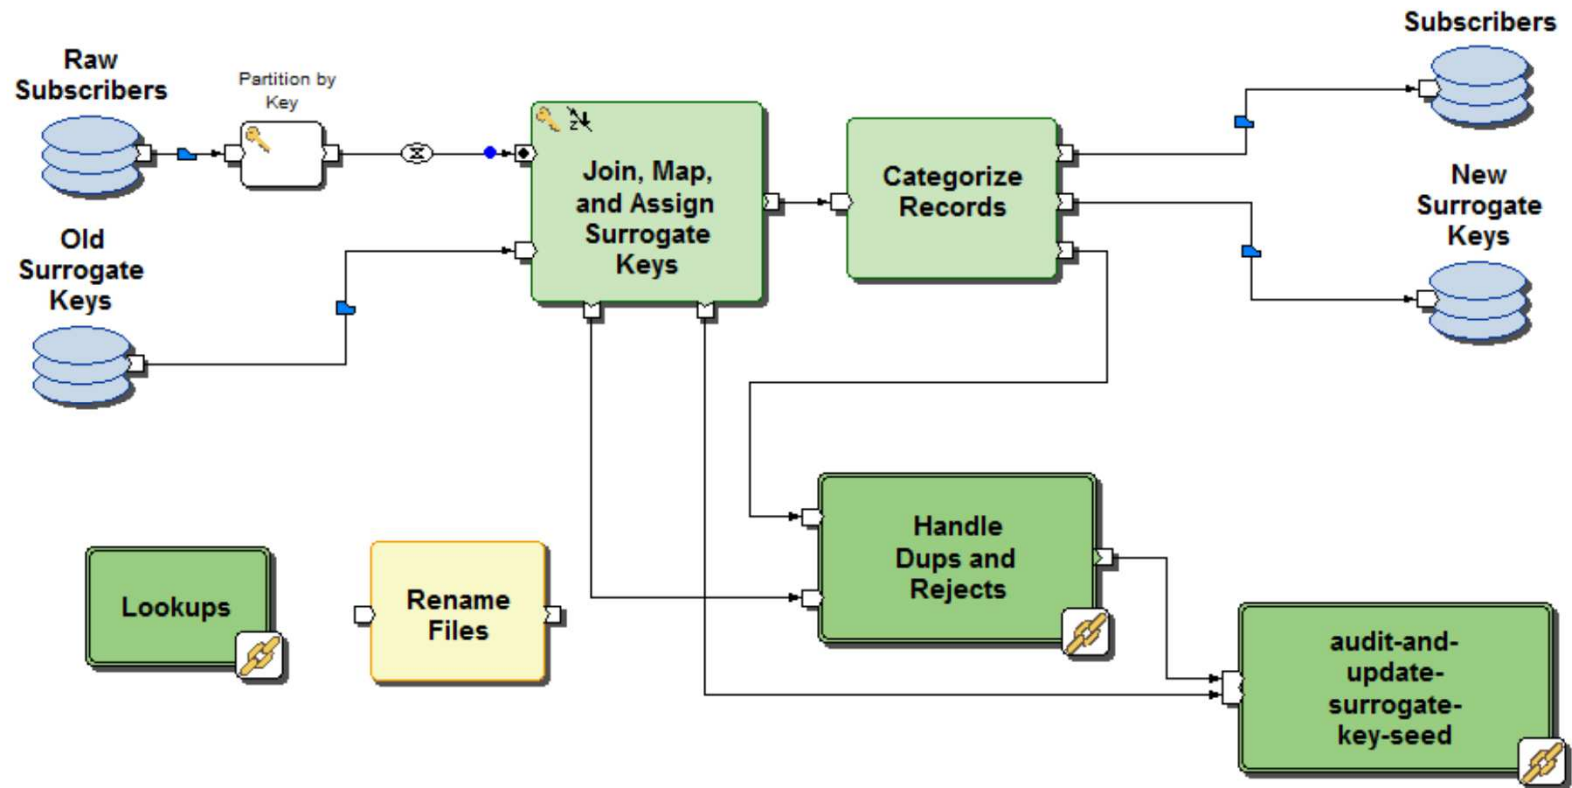 Raw
Subscribers
Partition by
Key
Old
Surrogate
Keys
Z
Join, Map,
and Assign
Surrogate
Keys
Categorize
Records
Subscribers
New
Surrogate
Keys
Handle
Dups and
Rejects
Lookups
Rename
Files
audit-and-
update-
surrogate-
key-seed